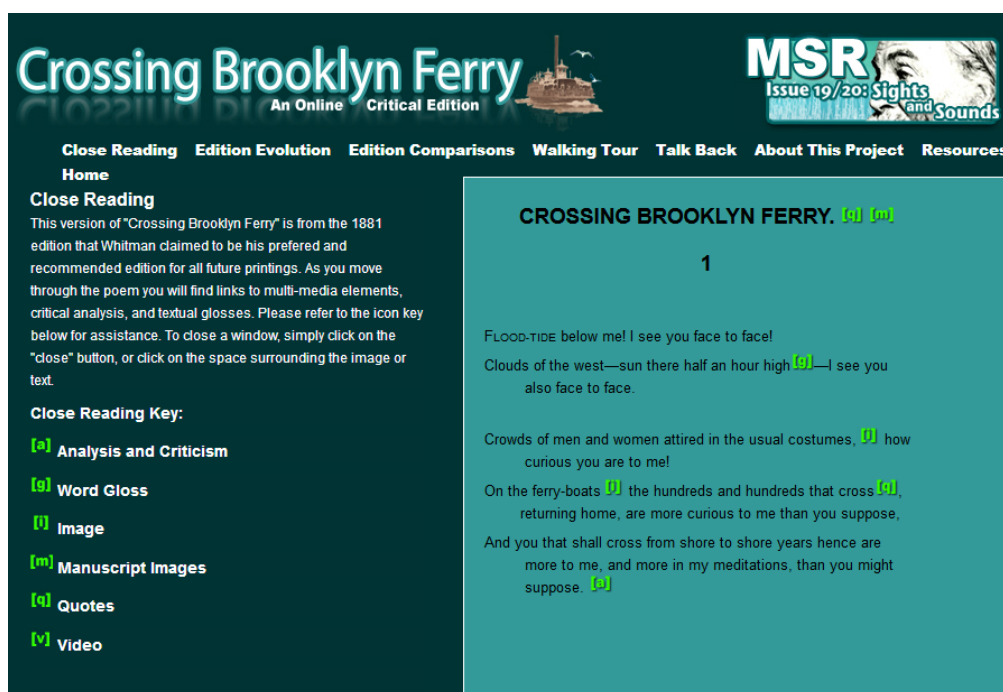 Crossing Brooklyn Ferry
An Online Critical Edition
MSR
Issue 19/20: Sights
and Sounds
Close Reading Edition Evolution Edition Comparisons Walking Tour Talk Back About This Project Resources
Home
Close Reading
This version of "Crossing Brooklyn Ferry" is from the 1881
edition that Whitman claimed to be his prefered and
recommended edition for all future printings. As you move
through the poem you will find links to multi-media elements,
critical analysis, and textual glosses. Please refer to the icon key
below for assistance. To close a window, simply click on the
"close" button, or click on the space surrounding the image or
text.
Close Reading Key:
[a] Analysis and Criticism
[g] Word Gloss
[i] Image
[m] Manuscript Images
[q] Quotes
[v] Video
CROSSING BROOKLYN FERRY. [q] [m]
1
FLOOD-TIDE below me! I see you face to face!
Clouds of the west—sun there half an hour high [g]—I see you
also face to face.
Crowds of men and women attired in the usual costumes, [i] how
curious you are to me!
On the ferry-boats [i] the hundreds and hundreds that cross [q],
returning home, are more curious to me than you suppose,
And you that shall cross from shore to shore years hence are
more to me, and more in my meditations, than you might
suppose. [a]